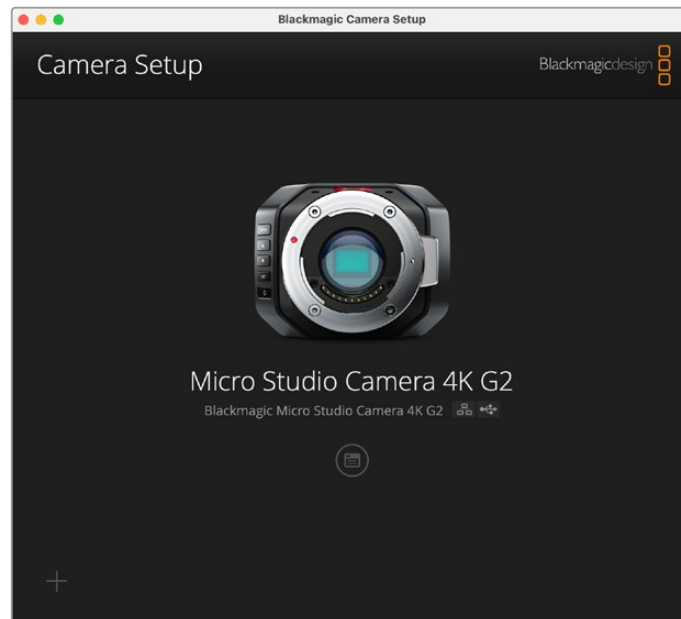 Blackmagic Camera Setup
Camera Setup
Blackmagicdesign
Micro Studio Camera 4K G2
Blackmagic Micro Studio Camera 4K G2